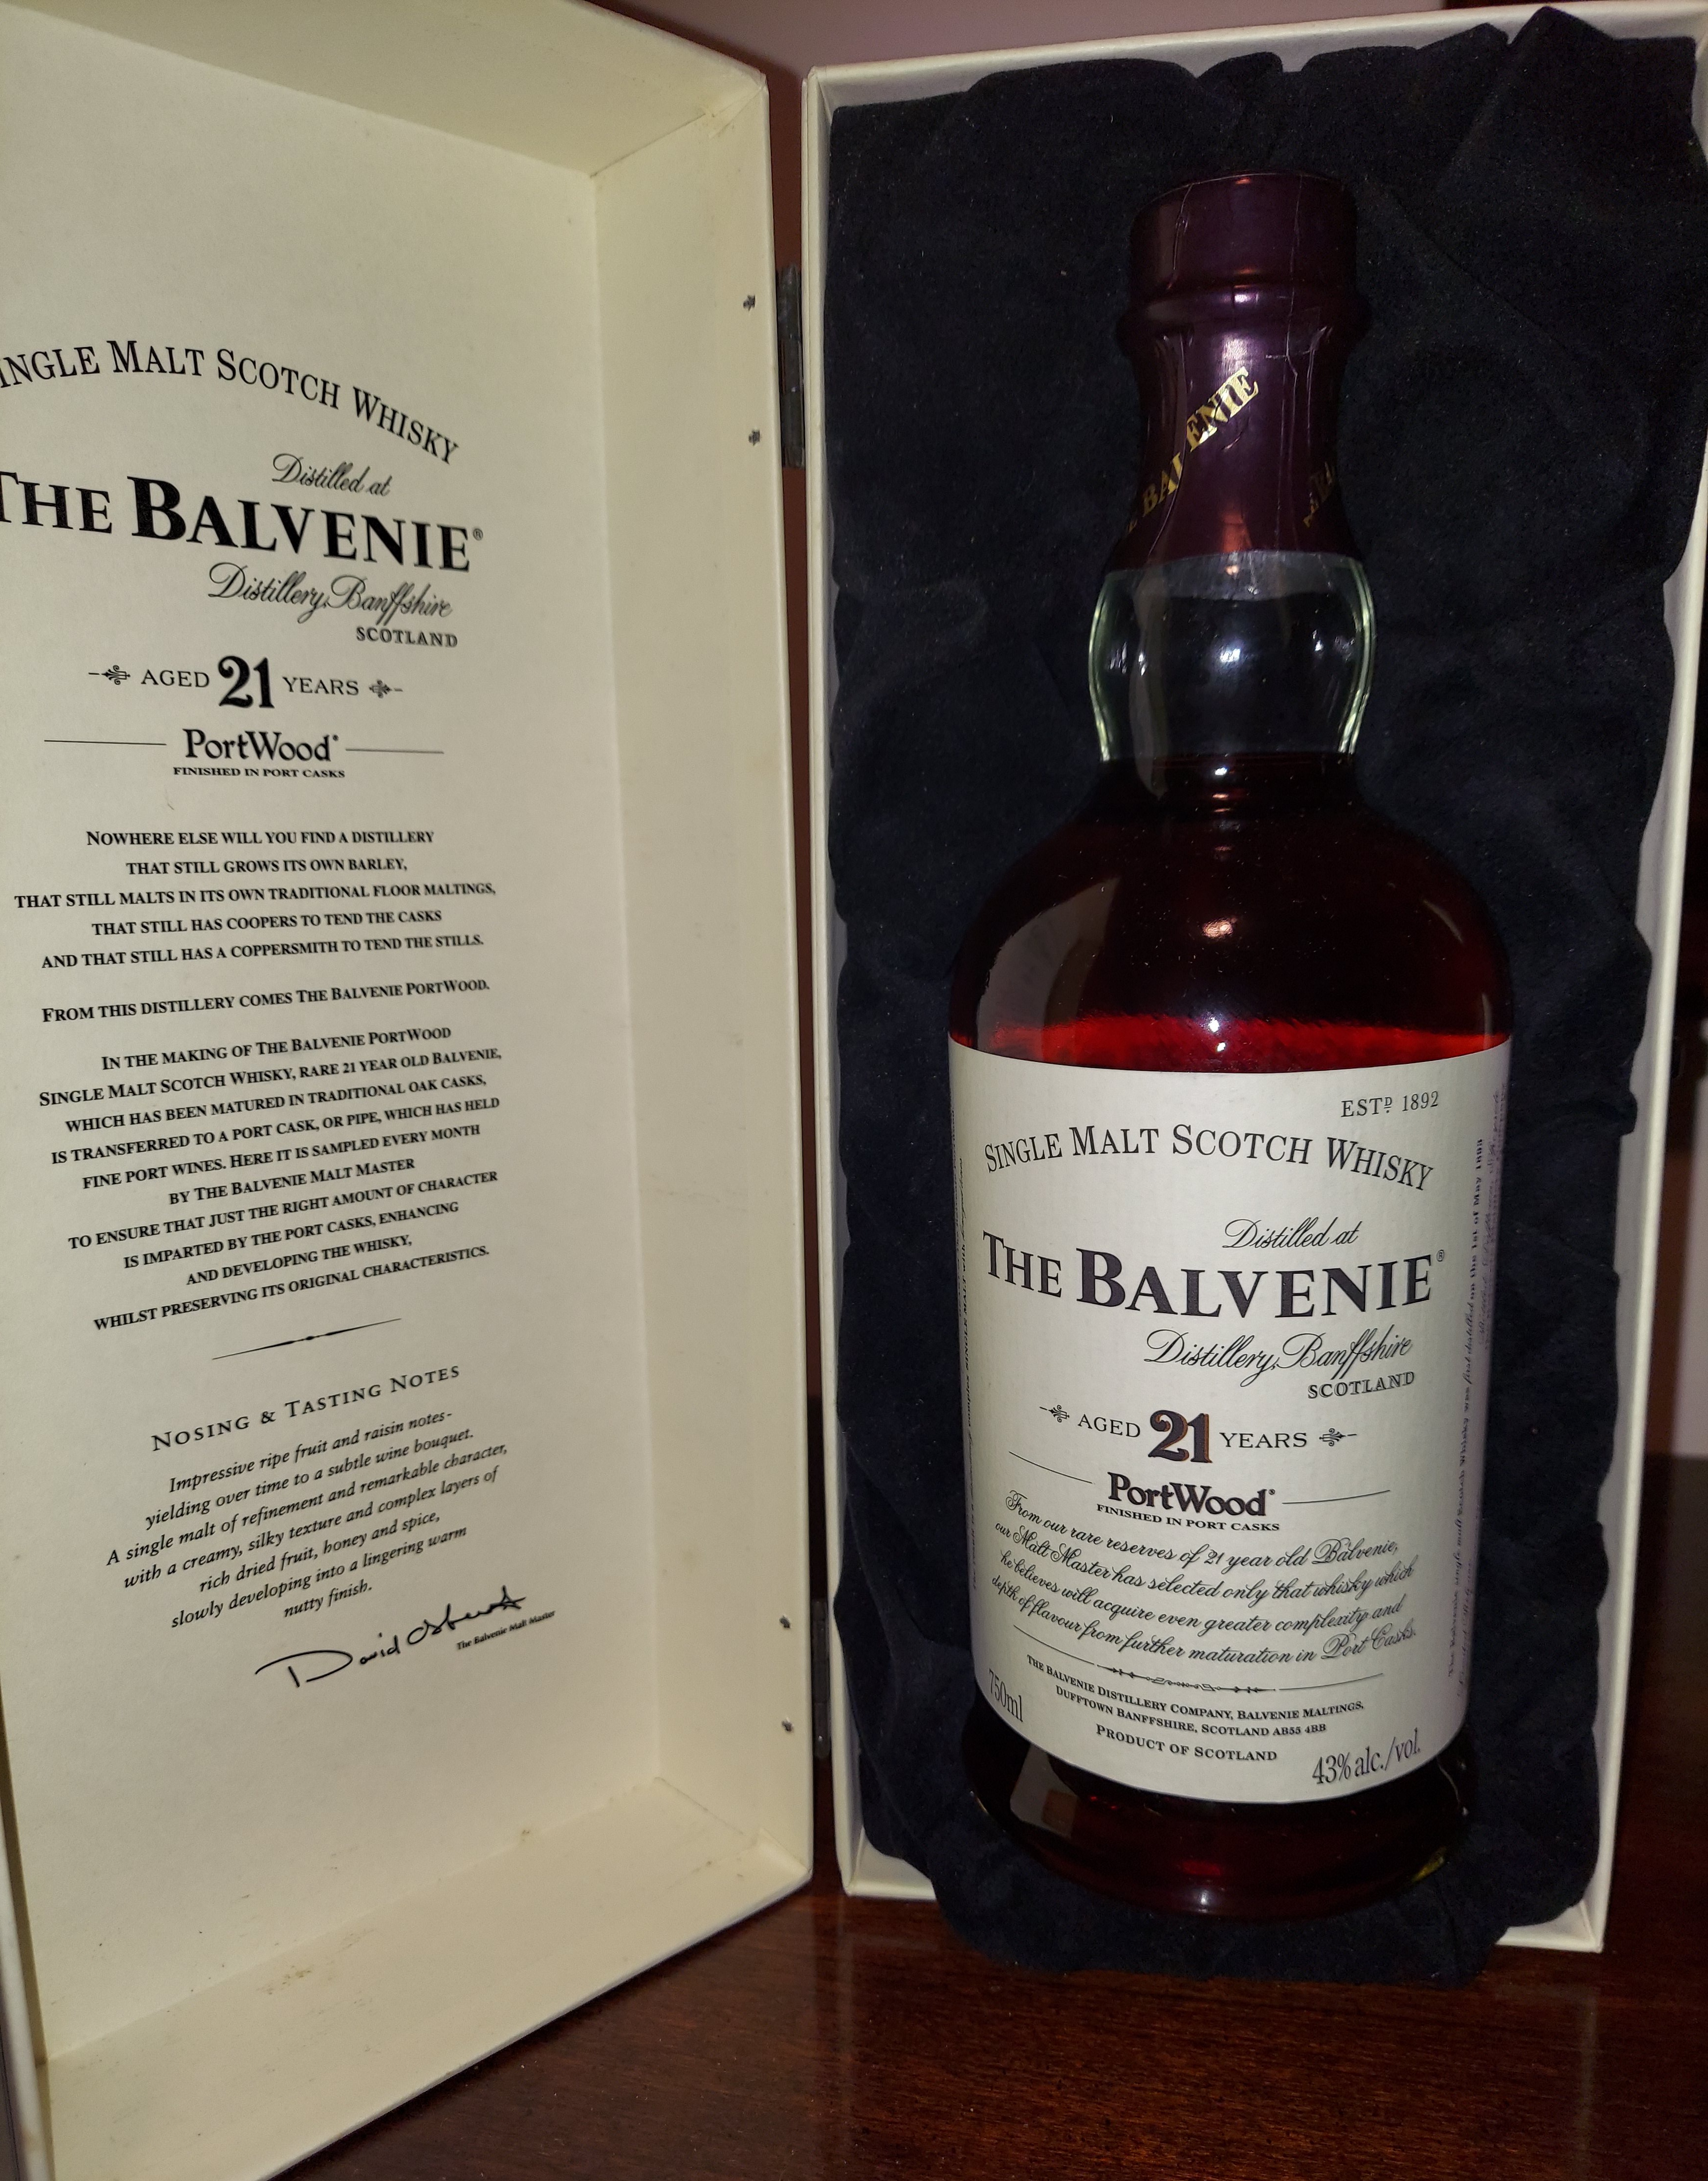 INGLE MALT SCOTCH WHISKY
Distilled at
THE BALVENIE®
Distillery, Banffshire
SCOTLAND
AGED 21 YEARS
PortWood
FINISHED IN PORT CASKS
NOWHERE ELSE WILL YOU FIND A DISTILLERY
THAT STILL GROWS ITS OWN BARLEY,
THAT STILL MALTS IN ITS OWN TRADITIONAL FLOOR MALTINGS,
THAT STILL HAS COOPERS TO TEND THE CASKS
AND THAT STILL HAS A COPPERSMITH TO TEND THE STILLS.
FROM THIS DISTILLERY COMES THE BALVENIE PORTWOOD.
IN THE MAKING OF THE BALVENIE PORTWOOD
SINGLE MALT SCOTCH WHISKY, RARE 21 YEAR OLD BALVENIE,
WHICH HAS BEEN MATURED IN TRADITIONAL OAK CASKS,
IS TRANSFERRED TO A PORT CASK, OR PIPE, WHICH HAS HELD
FINE PORT WINES. HERE IT IS SAMPLED EVERY MONTH
BY THE BALVENIE MALT MASTER
TO ENSURE THAT JUST THE RIGHT AMOUNT OF CHARACTER
IS IMPARTED BY THE PORT CASKS, ENHANCING
AND DEVELOPING THE WHISKY,
WHILST PRESERVING ITS ORIGINAL CHARACTERISTICS.
NOSING & TASTING NOTES
Impressive ripe fruit and raisin notes-
yielding over time to a subtle wine bouquet.
A single malt of refinement and remarkable character,
with a creamy, silky texture and complex layers of
rich dried fruit, honey and spice,
slowly developing into a lingering warm
nutty finish.
David
The Balvenie Malt Master
BALVENIE
ESTD 1892
SINGLE MALT SCOTCH WHISKY
Distilled at
THE BALVENIE®
Distillery, Banffshire
SCOTLAND
AGED 21 YEARS
PortWood
FINISHED IN PORT CASKS
From our rare reserves of 21 year old Balvenie,
our Malt Master has selected only that whisky which
he believes will acquire even greater complexity and
depth of flavour from further maturation in Port Casks.
THE BALVENIE DISTILLERY COMPANY, BALVENIE MALTINGS,
DUFFTOWN BANFFSHIRE, SCOTLAND AB55 4BB
PRODUCT OF SCOTLAND
750ml
43% alc./vol.
single malt Scotch Whisky was first distilled on the 1st of May 1893